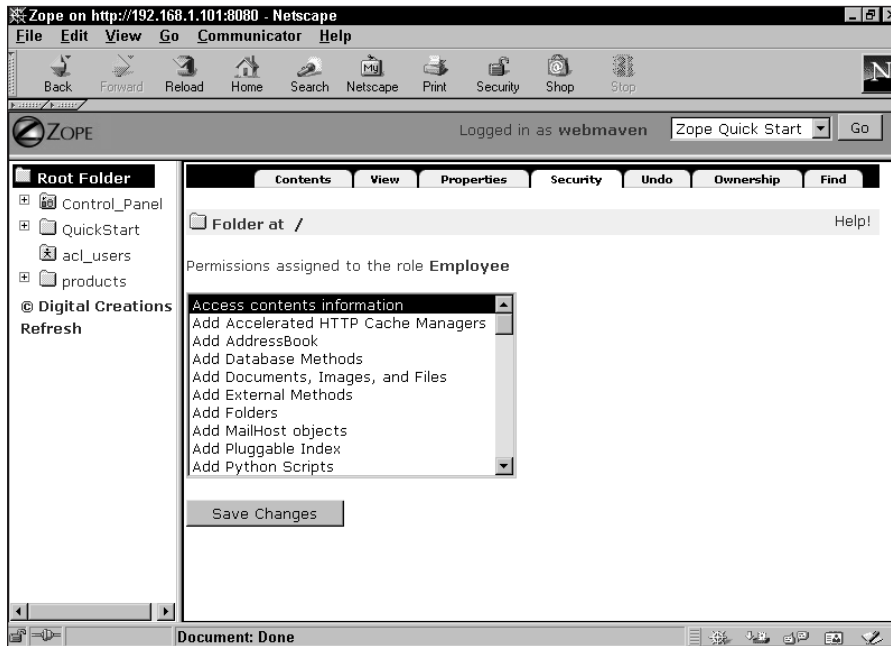 Zope on http://192.168.1.101:8080 - Netscape
File Edit View Go Communicator Help
Back Forward Reload Home Search Netscape Print Security Shop Stop
My
N
ZOPE
Logged in as webmaven
Zope Quick Start
Go
Root Folder
Control_Panel
QuickStart
acl_users
products
© Digital Creations
Refresh
Contents View Properties Security Undo Ownership Find
Folder at /
Help!
Permissions assigned to the role Employee
Access contents information
Add Accelerated HTTP Cache Managers
Add AddressBook
Add Database Methods
Add Documents, Images, and Files
Add External Methods
Add Folders
Add MailHost objects
Add Pluggable Index
Add Python Scripts
Save Changes
Document: Done